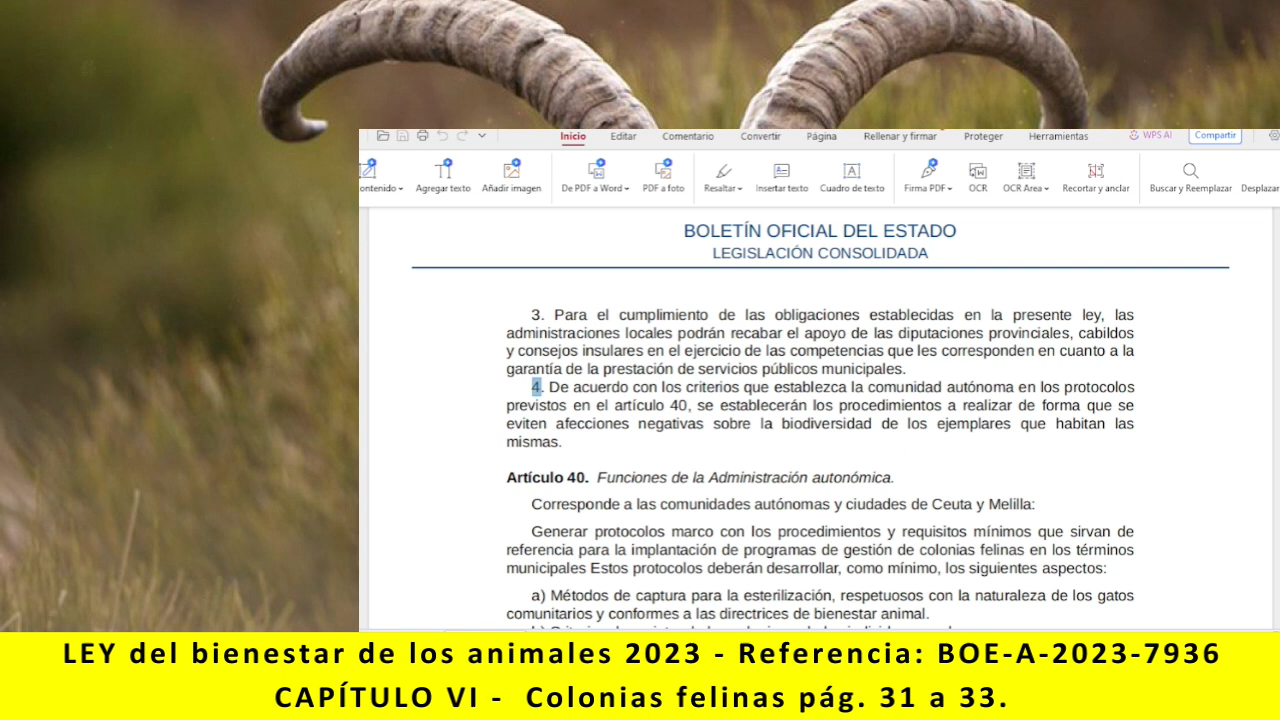 Inicio Editar Comentario Convertir Página Rellenar y firmar Proteger Herramientas WPS AI Compartir
ontenido Agregar texto Añadir imagen De PDF a Word PDF a foto Resaltar Insertar texto Cuadro de texto Firma PDF OCR OCR Area Recortar y anclar Buscar y Reemplazar Desplazar
BOLETÍN OFICIAL DEL ESTADO
LEGISLACIÓN CONSOLIDADA
3. Para el cumplimiento de las obligaciones establecidas en la presente ley, las
administraciones locales podrán recabar el apoyo de las diputaciones provinciales, cabildos
y consejos insulares en el ejercicio de las competencias que les corresponden en cuanto a la
garantía de la prestación de servicios públicos municipales.
4. De acuerdo con los criterios que establezca la comunidad autónoma en los protocolos
previstos en el artículo 40, se establecerán los procedimientos a realizar de forma que se
eviten afecciones negativas sobre la biodiversidad de los ejemplares que habitan las
mismas.
Artículo 40. Funciones de la Administración autonómica.
Corresponde a las comunidades autónomas y ciudades de Ceuta y Melilla:
Generar protocolos marco con los procedimientos y requisitos mínimos que sirvan de
referencia para la implantación de programas de gestión de colonias felinas en los términos
municipales Estos protocolos deberán desarrollar, como mínimo, los siguientes aspectos:
a) Métodos de captura para la esterilización, respetuosos con la naturaleza de los gatos
comunitarios y conformes a las directrices de bienestar animal.
LEY del bienestar de los animales 2023 - Referencia: BOE-A-2023-7936
CAPÍTULO VI - Colonias felinas pág. 31 a 33.